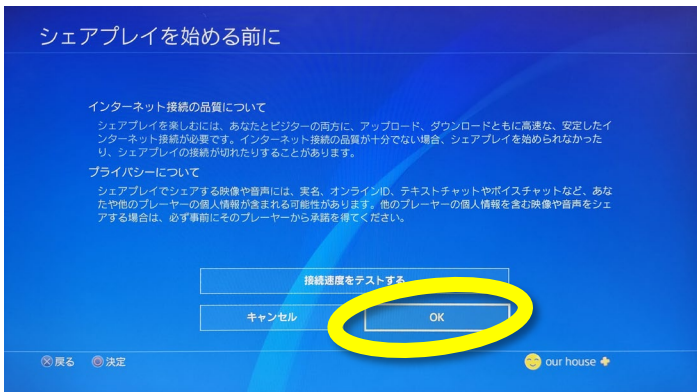 シェアプレイを始める前に
インターネット接続の品質について
シェアプレイを楽しむには、あなたとビジターの両方に、アップロード、ダウンロードともに高速な、安定したイ
ンターネット接続が必要です。インターネット接続の品質が十分でない場合、シェアプレイを始められなかった
り、シェアプレイの接続が切れたりすることがあります。
プライバシーについて
シェアプレイでシェアする映像や音声には、実名、オンラインID、テキストチャットやボイスチャットなど、あな
たや他のプレーヤーの個人情報が含まれる可能性があります。他のプレーヤーの個人情報を含む映像や音声をシェ
アする場合は、必ず事前にそのプレーヤーから承諾を得てください。
接続速度をテストする
キャンセル OK
戻る 決定 our house